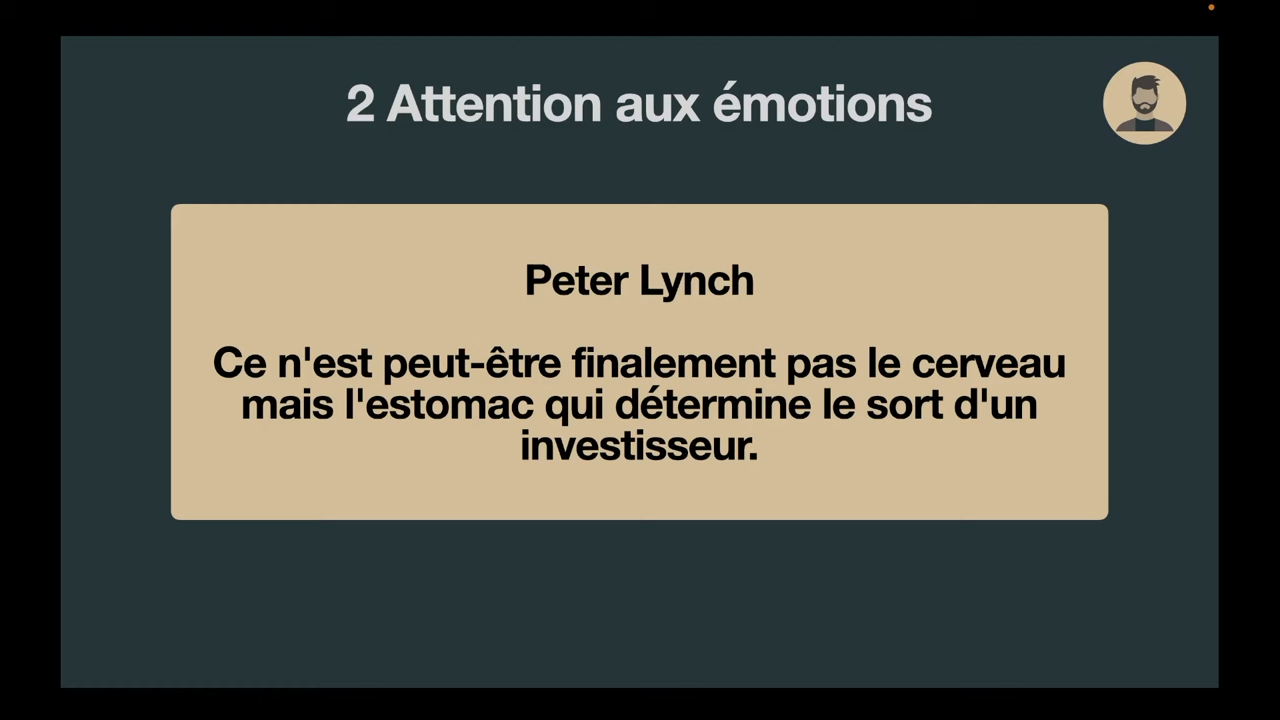 2 Attention aux émotions
Peter Lynch
Ce n'est peut-être finalement pas le cerveau
mais l'estomac qui détermine le sort d'un
investisseur.